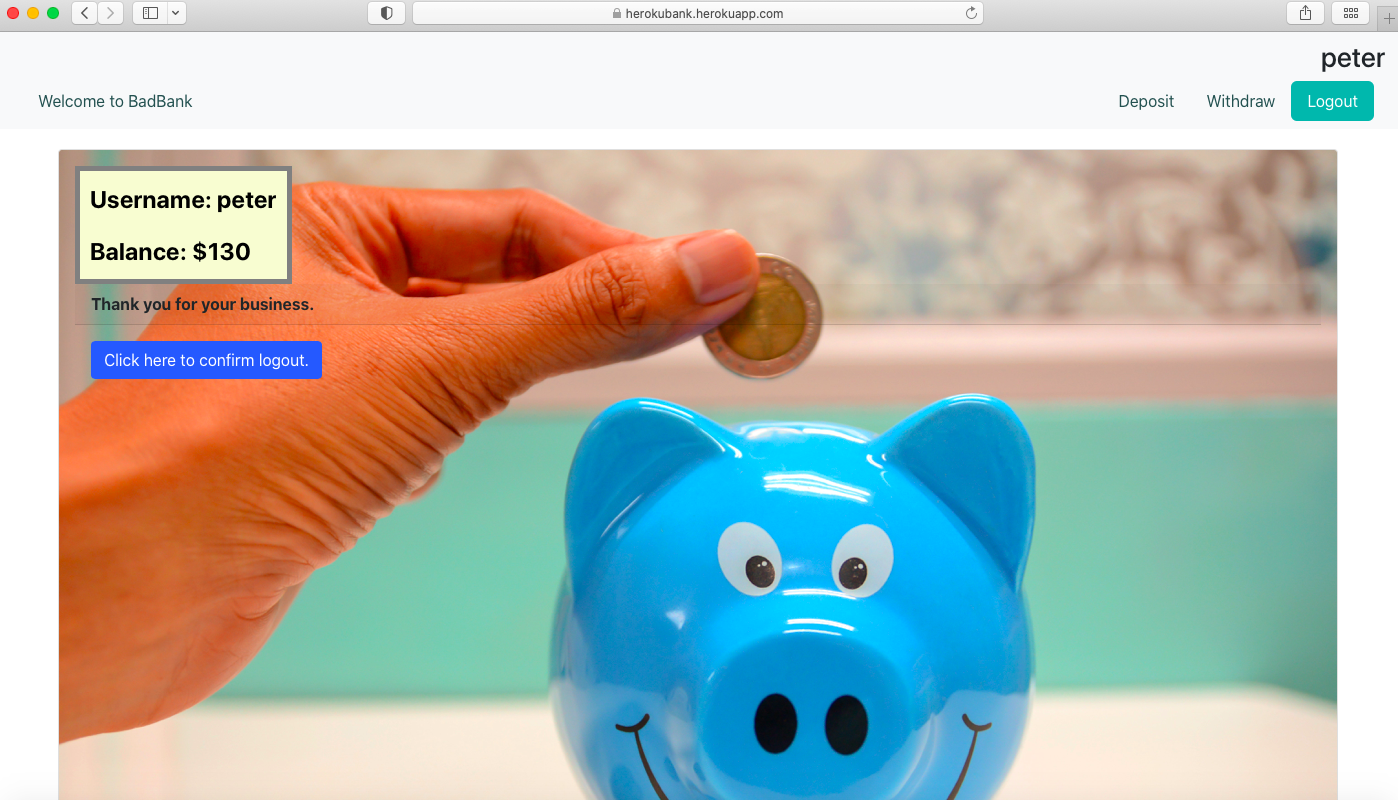 herokubank.herokuapp.com
peter
Welcome to BadBank
Deposit Withdraw Logout
Username: peter
Balance: $130
Thank you for your business.
Click here to confirm logout.